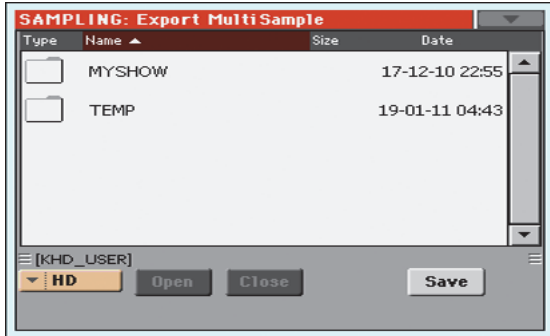 SAMPLING: Export MultiSample
Type Name Size Date
MYSHOW 17-12-10 22:55
TEMP 19-01-11 04:43
[KHD_USER]
HD Open Close Save